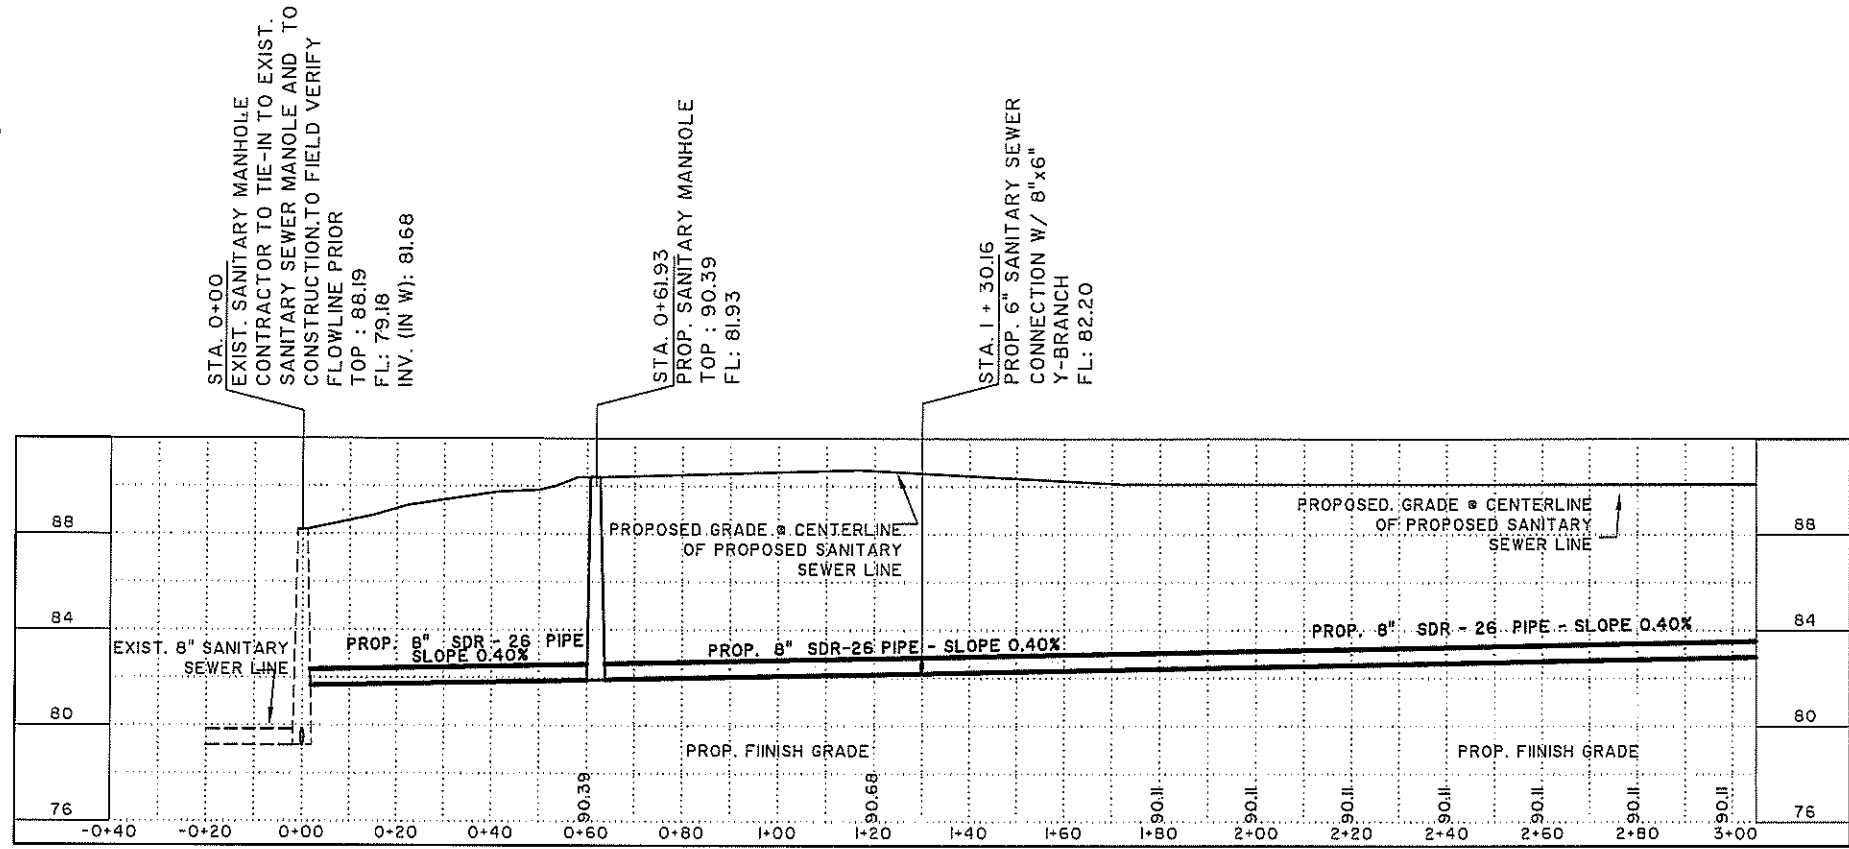 STA. 0+00
EXIST. SANITARY MANHOLE
CONTRACTOR TO TIE-IN TO EXIST.
SANITARY SEWER MANOLE AND TO
CONSTRUCTION.TO FIELD VERIFY
FLOWLINE PRIOR
TOP : 88.19
FL.: 79.18
INV. (IN W): 81.68
STA. 0+61.93
PROP. SANITARY MANHOLE
TOP : 90.39
FL: 81.93
STA. 1 + 30.16
PROP. 6" SANITARY SEWER
CONNECTION W/ 8"x6"
Y-BRANCH
FL: 82.20
88
84
80
76
EXIST. 8" SANITARY
SEWER LINE
PROP. 8" SDR - 26 PIPE
SLOPE 0.40%
PROPOSED GRADE @ CENTERLINE
OF PROPOSED SANITARY
SEWER LINE
PROP. 8" SDR-26 PIPE - SLOPE 0.40%
PROPOSED. GRADE @ CENTERLINE
OF PROPOSED SANITARY
SEWER LINE
PROP. 8" SDR - 26 PIPE - SLOPE 0.40%
88
84
80
76
PROP. FIINISH GRADE
PROP. FIINISH GRADE
90.39
90.68
90.11
90.11
90.11
90.11
90.11
90.11
90.11
-0+40 -0+20 0+00 0+20 0+40 0+60 0+80 1+00 1+20 1+40 1+60 1+80 2+00 2+20 2+40 2+60 2+80 3+00